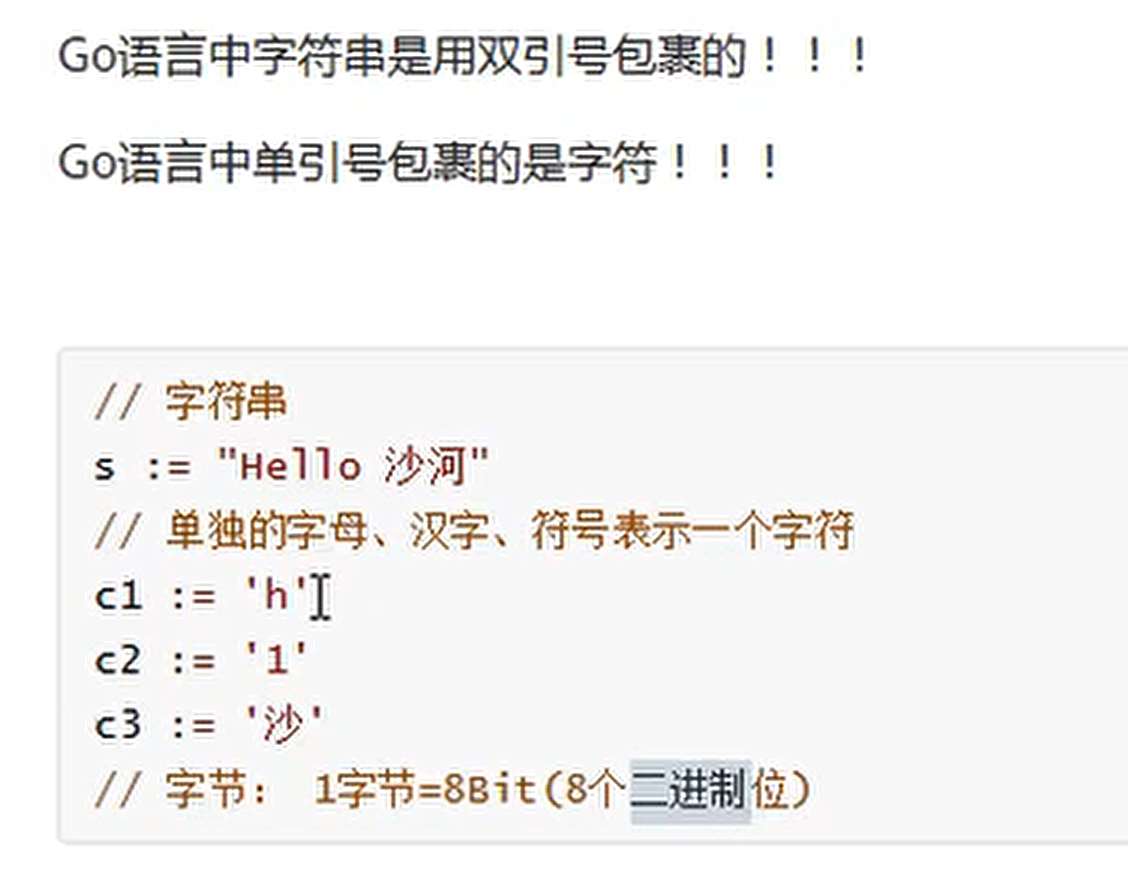 Go语言中字符串是用双引号包裹的！！！
Go语言中单引号包裹的是字符！！！
// 字符串
s := "Hello 沙河"
// 单独的字母、汉字、符号表示一个字符
c1 := 'h'
c2 := '1'
c3 := '沙'
// 字节： 1字节=8Bit(8个二进制位)